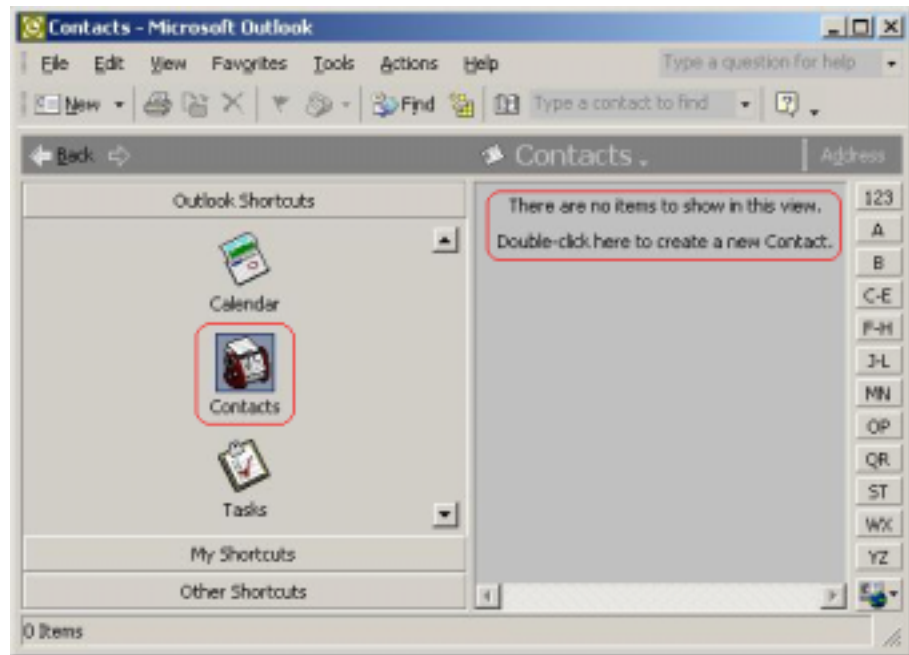 Contacts - Microsoft Outlook
File Edit View Favorites Tools Actions Help Type a question for help
New Find Type a contact to find
Back Contacts Address
Outlook Shortcuts
There are no items to show in this view.
Double-click here to create a new Contact.
Calendar
Contacts
Tasks
My Shortcuts
Other Shortcuts
123
A
B
C-E
F-H
J-L
MN
OP
QR
ST
WX
YZ
0 Items